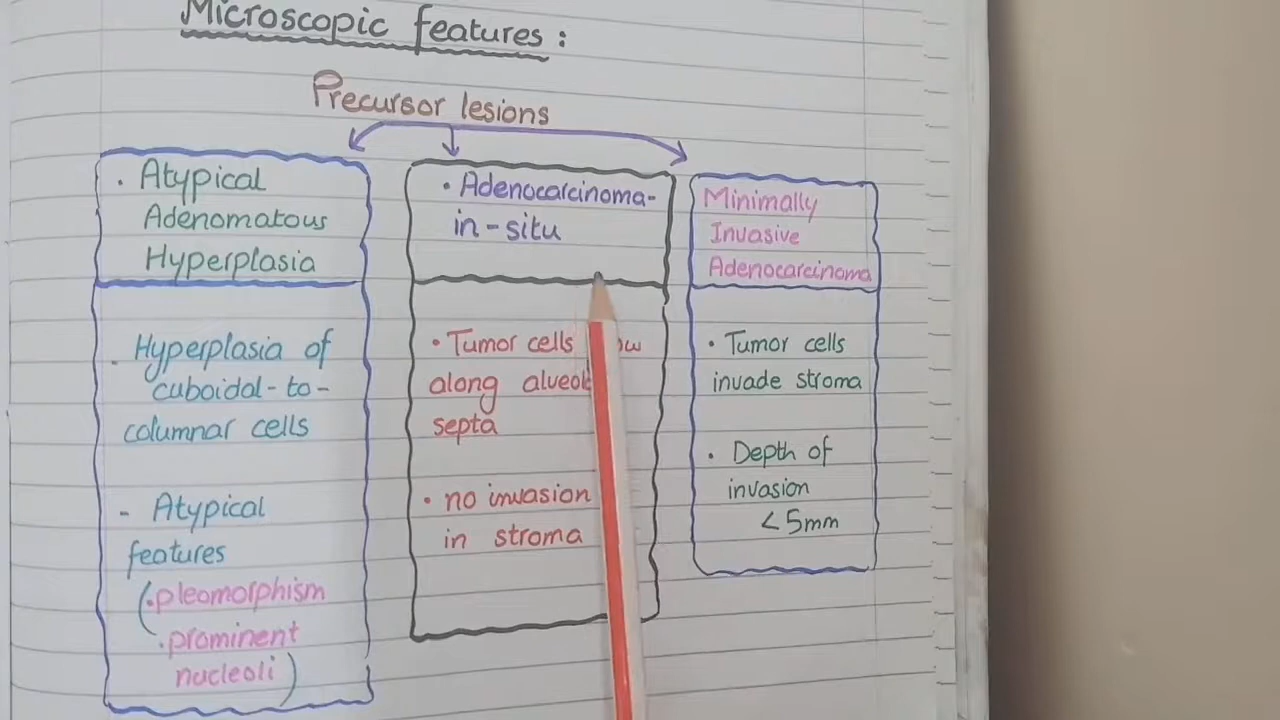 Microscopic features :
Precursor lesions
· Atypical
Adenomatous
Hyperplasia
- Hyperplasia of
cuboidal-to-
columnar cells
- Atypical
features
(·pleomorphism
·prominent
nucleoli)
· Adenocarcinoma-
in-situ
· Tumor cells
along
septa
· no invasion
in stroma
Minimally
Invasive
Adenocarcinoma
· Tumor cells
invade stroma
· Depth of
invasion
<5mm